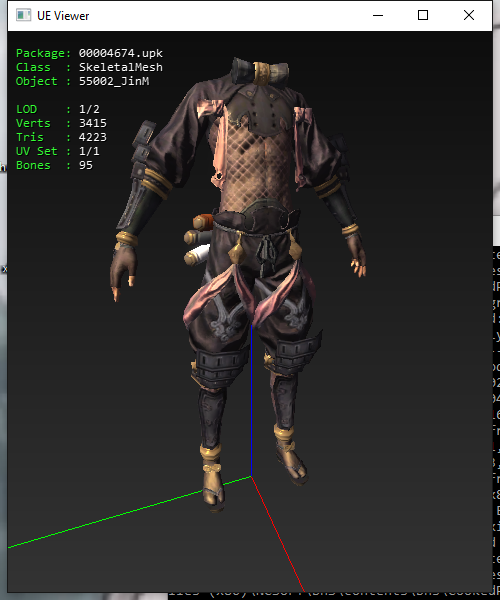 UE Viewer
Package: 00004674.upk
Class : SkeletalMesh
Object : 55002_JinM
LOD : 1/2
Verts : 3415
Tris : 4223
UV Set : 1/1
Bones : 95